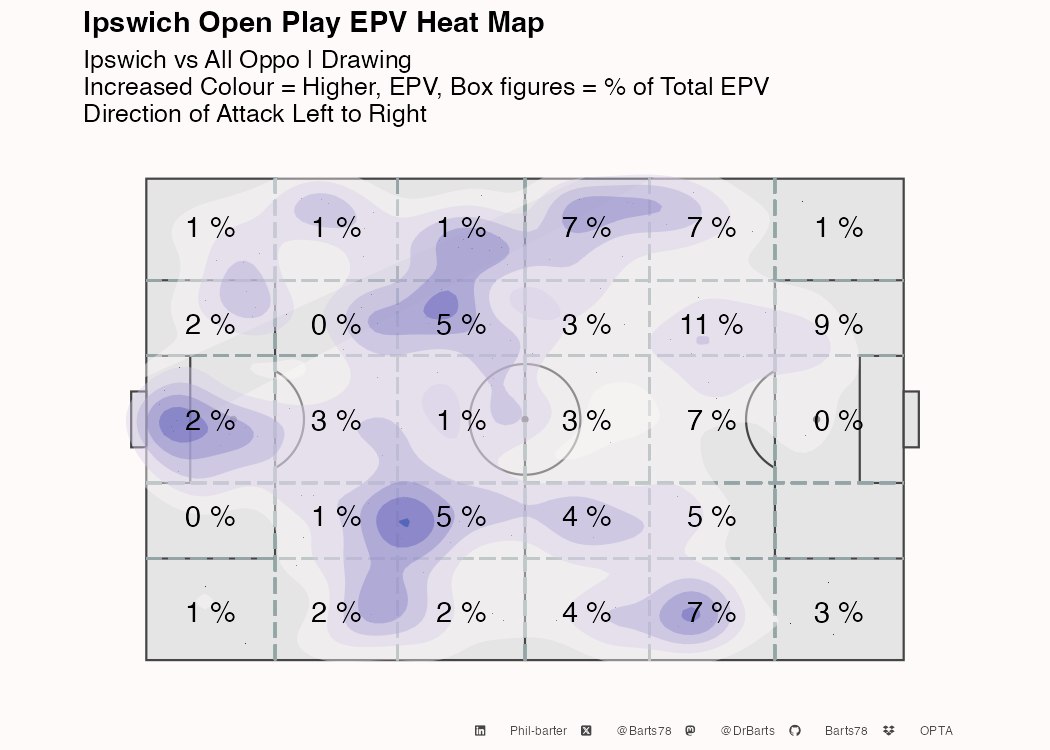 Ipswich Open Play EPV Heat Map
Ipswich vs All Oppo | Drawing
Increased Colour = Higher, EPV, Box figures = % of Total EPV
Direction of Attack Left to Right
1 % 1 % 1 % 7 % 7 % 1 %
2 % 0 % 5 % 3 % 11 % 9 %
2 % 3 % 1 % 3 % 7 % 0 %
0 % 1 % 5 % 4 % 5 %
1 % 2 % 2 % 4 % 7 % 3 %
Phil-barter @Barts78 @DrBarts Barts78 OPTA